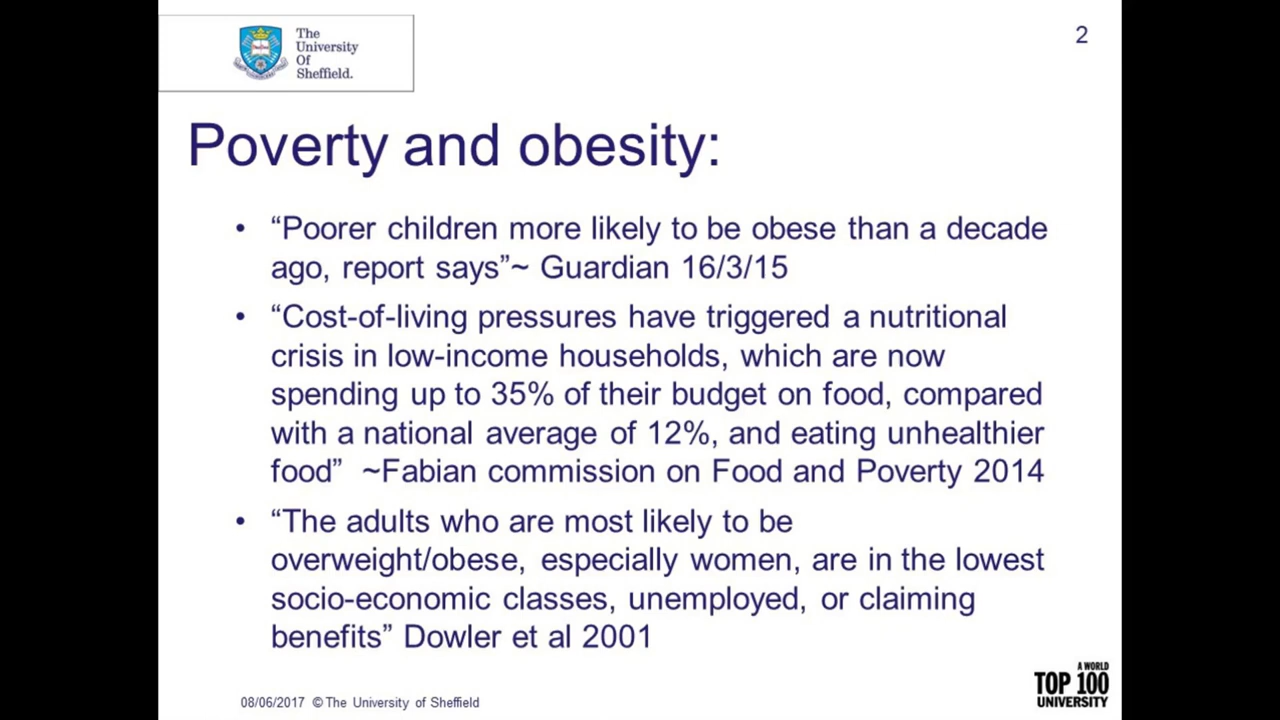 The
University
Of
Sheffield.
2
Poverty and obesity:
• “Poorer children more likely to be obese than a decade
ago, report says”~ Guardian 16/3/15
• “Cost-of-living pressures have triggered a nutritional
crisis in low-income households, which are now
spending up to 35% of their budget on food, compared
with a national average of 12%, and eating unhealthier
food” ~Fabian commission on Food and Poverty 2014
• “The adults who are most likely to be
overweight/obese, especially women, are in the lowest
socio-economic classes, unemployed, or claiming
benefits” Dowler et al 2001
08/06/2017 © The University of Sheffield
A WORLD
TOP 100
UNIVERSITY